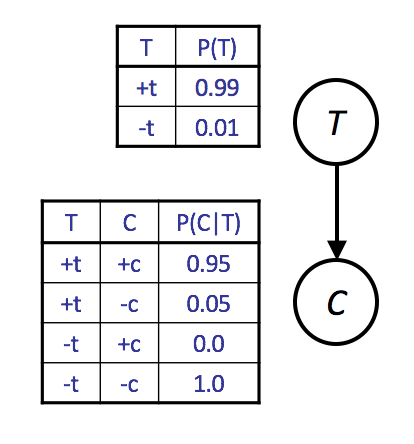 T P(T)
+t 0.99
-t 0.01
T
T C P(C|T)
+t +c 0.95
+t -c 0.05
-t +c 0.0
-t -c 1.0
C